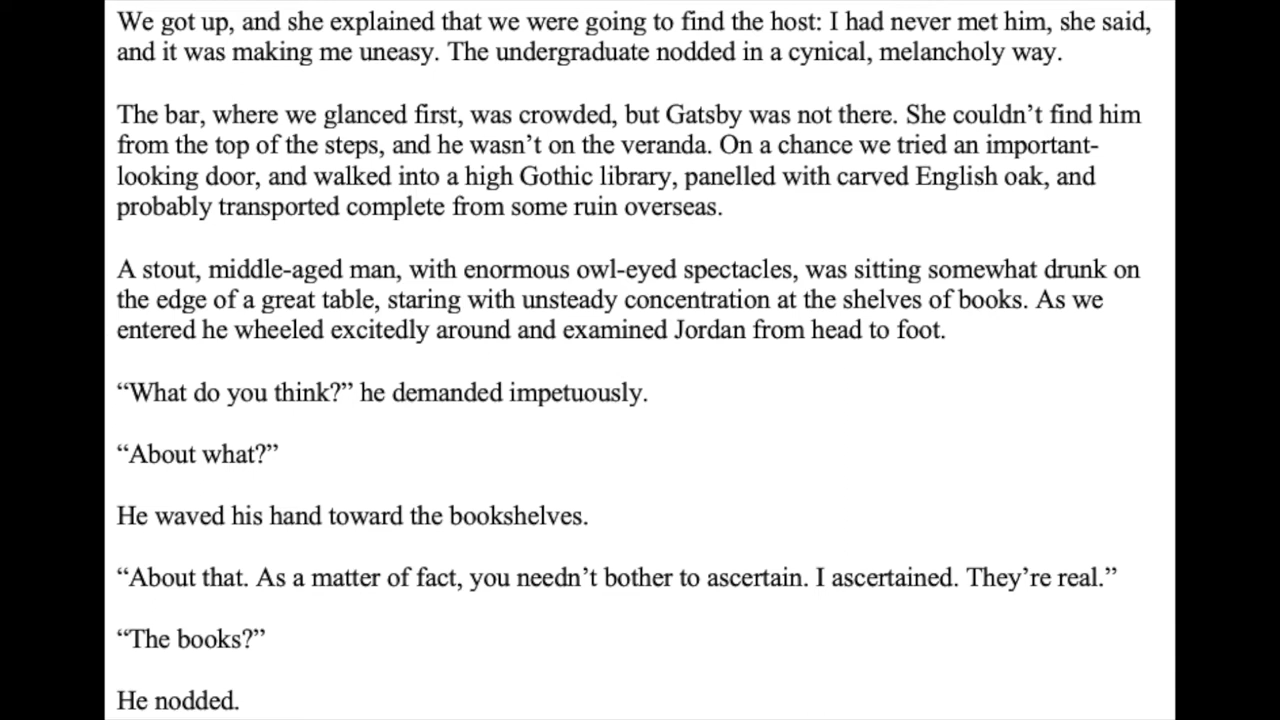 We got up, and she explained that we were going to find the host: I had never met him, she said,
and it was making me uneasy. The undergraduate nodded in a cynical, melancholy way.
The bar, where we glanced first, was crowded, but Gatsby was not there. She couldn’t find him
from the top of the steps, and he wasn’t on the veranda. On a chance we tried an important-
looking door, and walked into a high Gothic library, panelled with carved English oak, and
probably transported complete from some ruin overseas.
A stout, middle-aged man, with enormous owl-eyed spectacles, was sitting somewhat drunk on
the edge of a great table, staring with unsteady concentration at the shelves of books. As we
entered he wheeled excitedly around and examined Jordan from head to foot.
“What do you think?” he demanded impetuously.
“About what?”
He waved his hand toward the bookshelves.
“About that. As a matter of fact, you needn’t bother to ascertain. I ascertained. They’re real.”
“The books?”
He nodded.